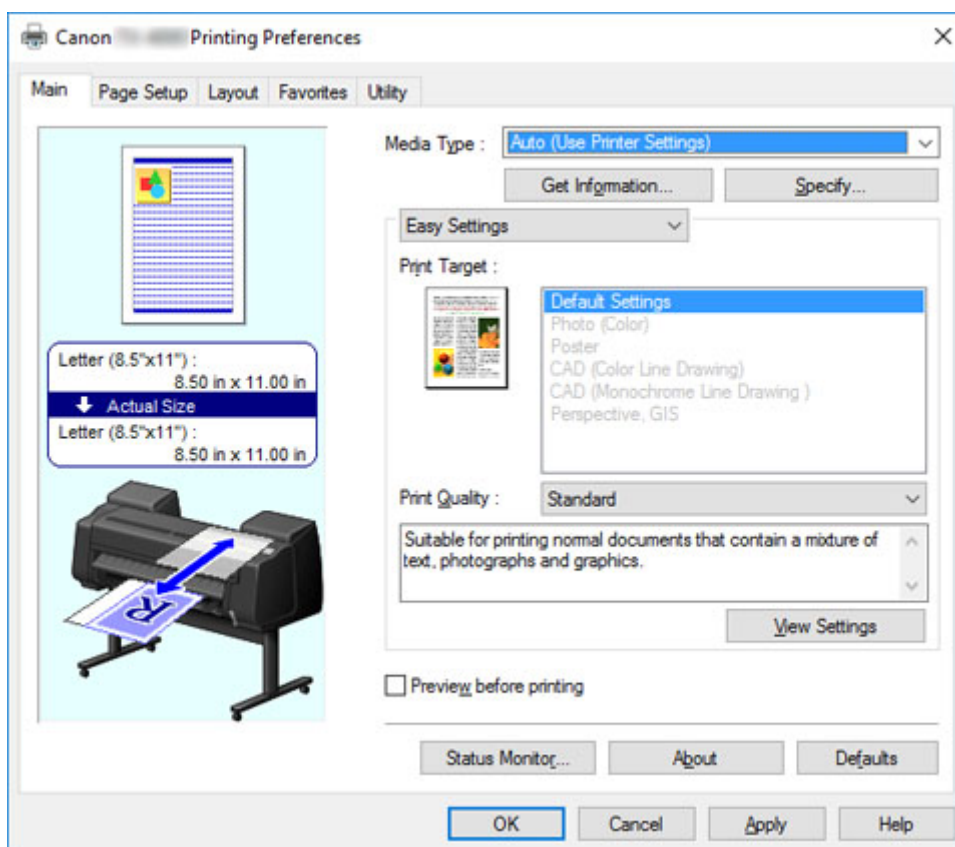 Canon Printing Preferences
Main Page Setup Layout Favorites Utility
Media Type : Auto (Use Printer Settings)
Get Information... Specify...
Easy Settings
Print Target :
Default Settings
Photo (Color)
Poster
CAD (Color Line Drawing)
CAD (Monochrome Line Drawing )
Perspective, GIS
Letter (8.5"x11") :
8.50 in x 11.00 in
Actual Size
Letter (8.5"x11") :
8.50 in x 11.00 in
R
Print Quality : Standard
Suitable for printing normal documents that contain a mixture of
text, photographs and graphics.
View Settings
Preview before printing
Status Monitor... About Defaults
OK Cancel Apply Help